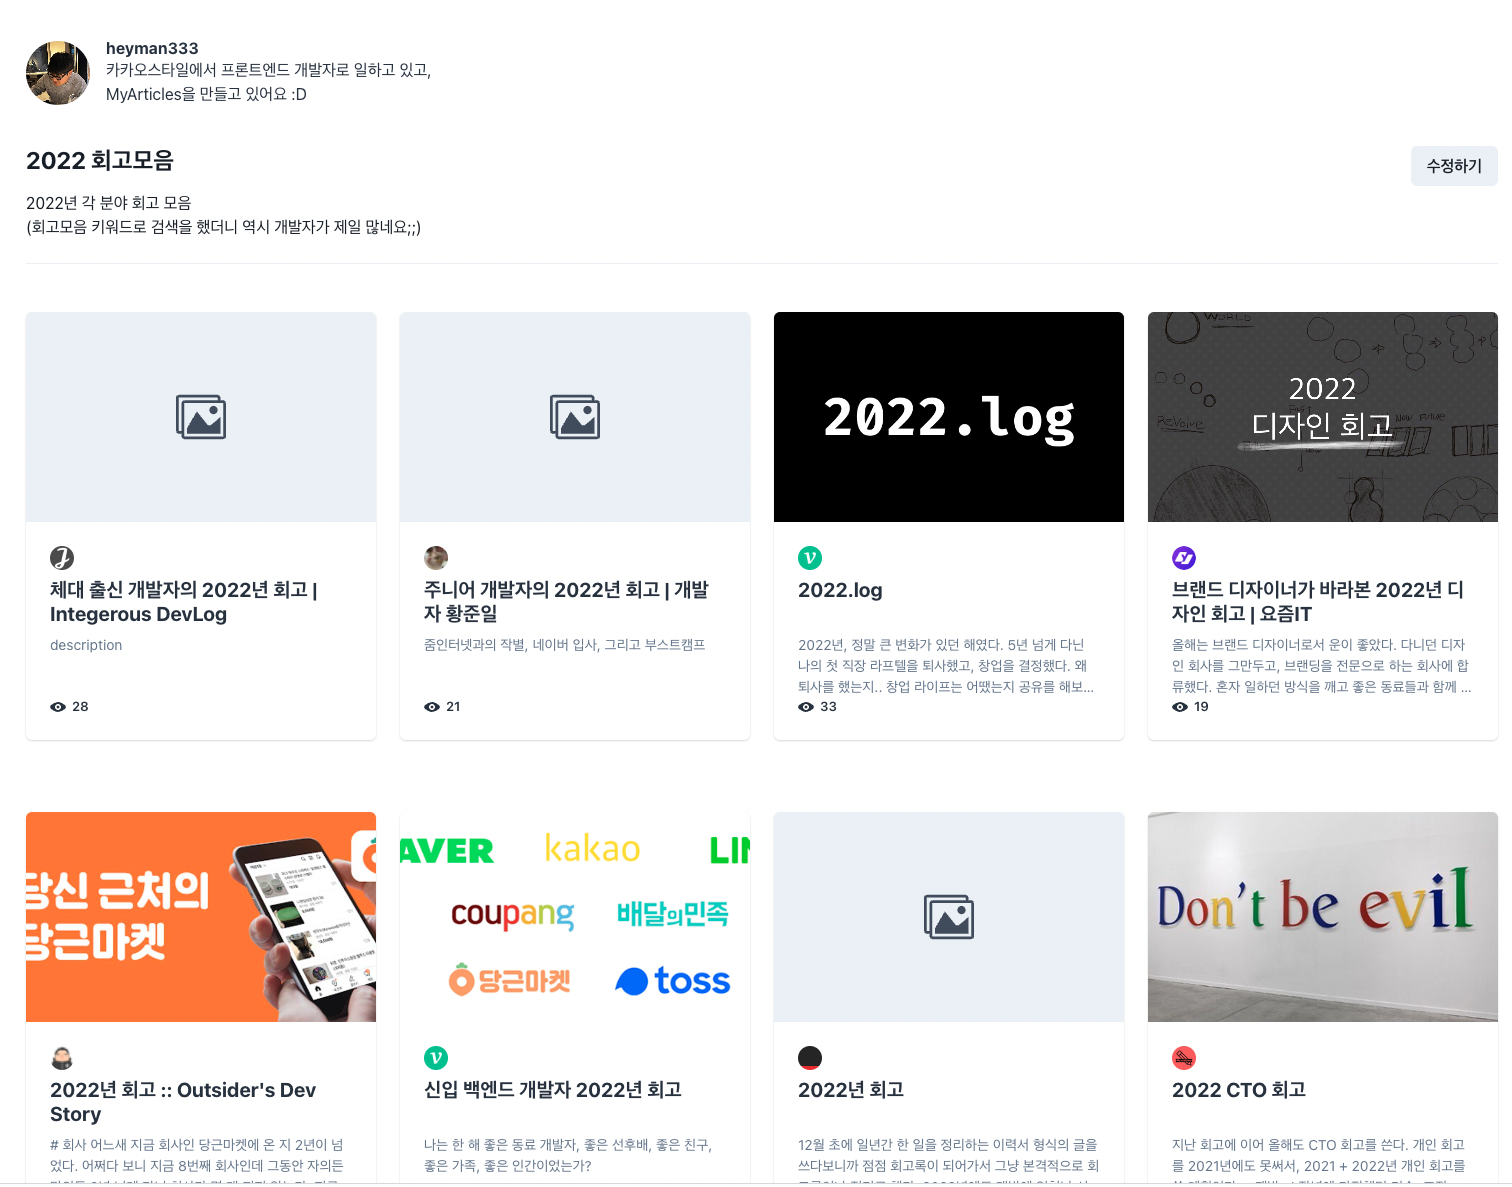 heyman333
카카오스타일에서 프론트엔드 개발자로 일하고 있고,
MyArticles을 만들고 있어요 :D
2022 회고모음
수정하기
2022년 각 분야 회고 모음
(회고모음 키워드로 검색을 했더니 역시 개발자가 제일 많네요;;)
체대 출신 개발자의 2022년 회고 |
Integerous DevLog
description
28
주니어 개발자의 2022년 회고 | 개발
자 황준일
줌인터넷과의 작별, 네이버 입사, 그리고 부스트캠프
21
2022.log
2022.log
2022년, 정말 큰 변화가 있던 해였다. 5년 넘게 다닌
나의 첫 직장 라프텔을 퇴사했고, 창업을 결정했다. 왜
퇴사를 했는지.. 창업 라이프는 어땠는지 공유를 해보...
33
WORLD
ReVolve
New Future
2022
디자인 회고
브랜드 디자이너가 바라본 2022년 디
자인 회고 | 요즘IT
올해는 브랜드 디자이너로서 운이 좋았다. 다니던 디자
인 회사를 그만두고, 브랜딩을 전문으로 하는 회사에 합
류했다. 혼자 일하던 방식을 깨고 좋은 동료들과 함께 ...
19
당신 근처의
당근마켓
2022년 회고 :: Outsider's Dev
Story
# 회사 어느새 지금 회사인 당근마켓에 온 지 2년이 넘
었다. 어쩌다 보니 지금 8번째 회사인데 그동안 자의든
AVER
kakao
LIN
coupang
배달의민족
당근마켓
toss
신입 백엔드 개발자 2022년 회고
나는 한 해 좋은 동료 개발자, 좋은 선후배, 좋은 친구,
좋은 가족, 좋은 인간이었는가?
2022년 회고
12월 초에 일년간 한 일을 정리하는 이력서 형식의 글을
쓰다보니까 점점 회고록이 되어가서 그냥 본격적으로 회
Don't be evil
2022 CTO 회고
지난 회고에 이어 올해도 CTO 회고를 쓴다. 개인 회고
를 2021년에도 못써서, 2021 + 2022년 개인 회고를